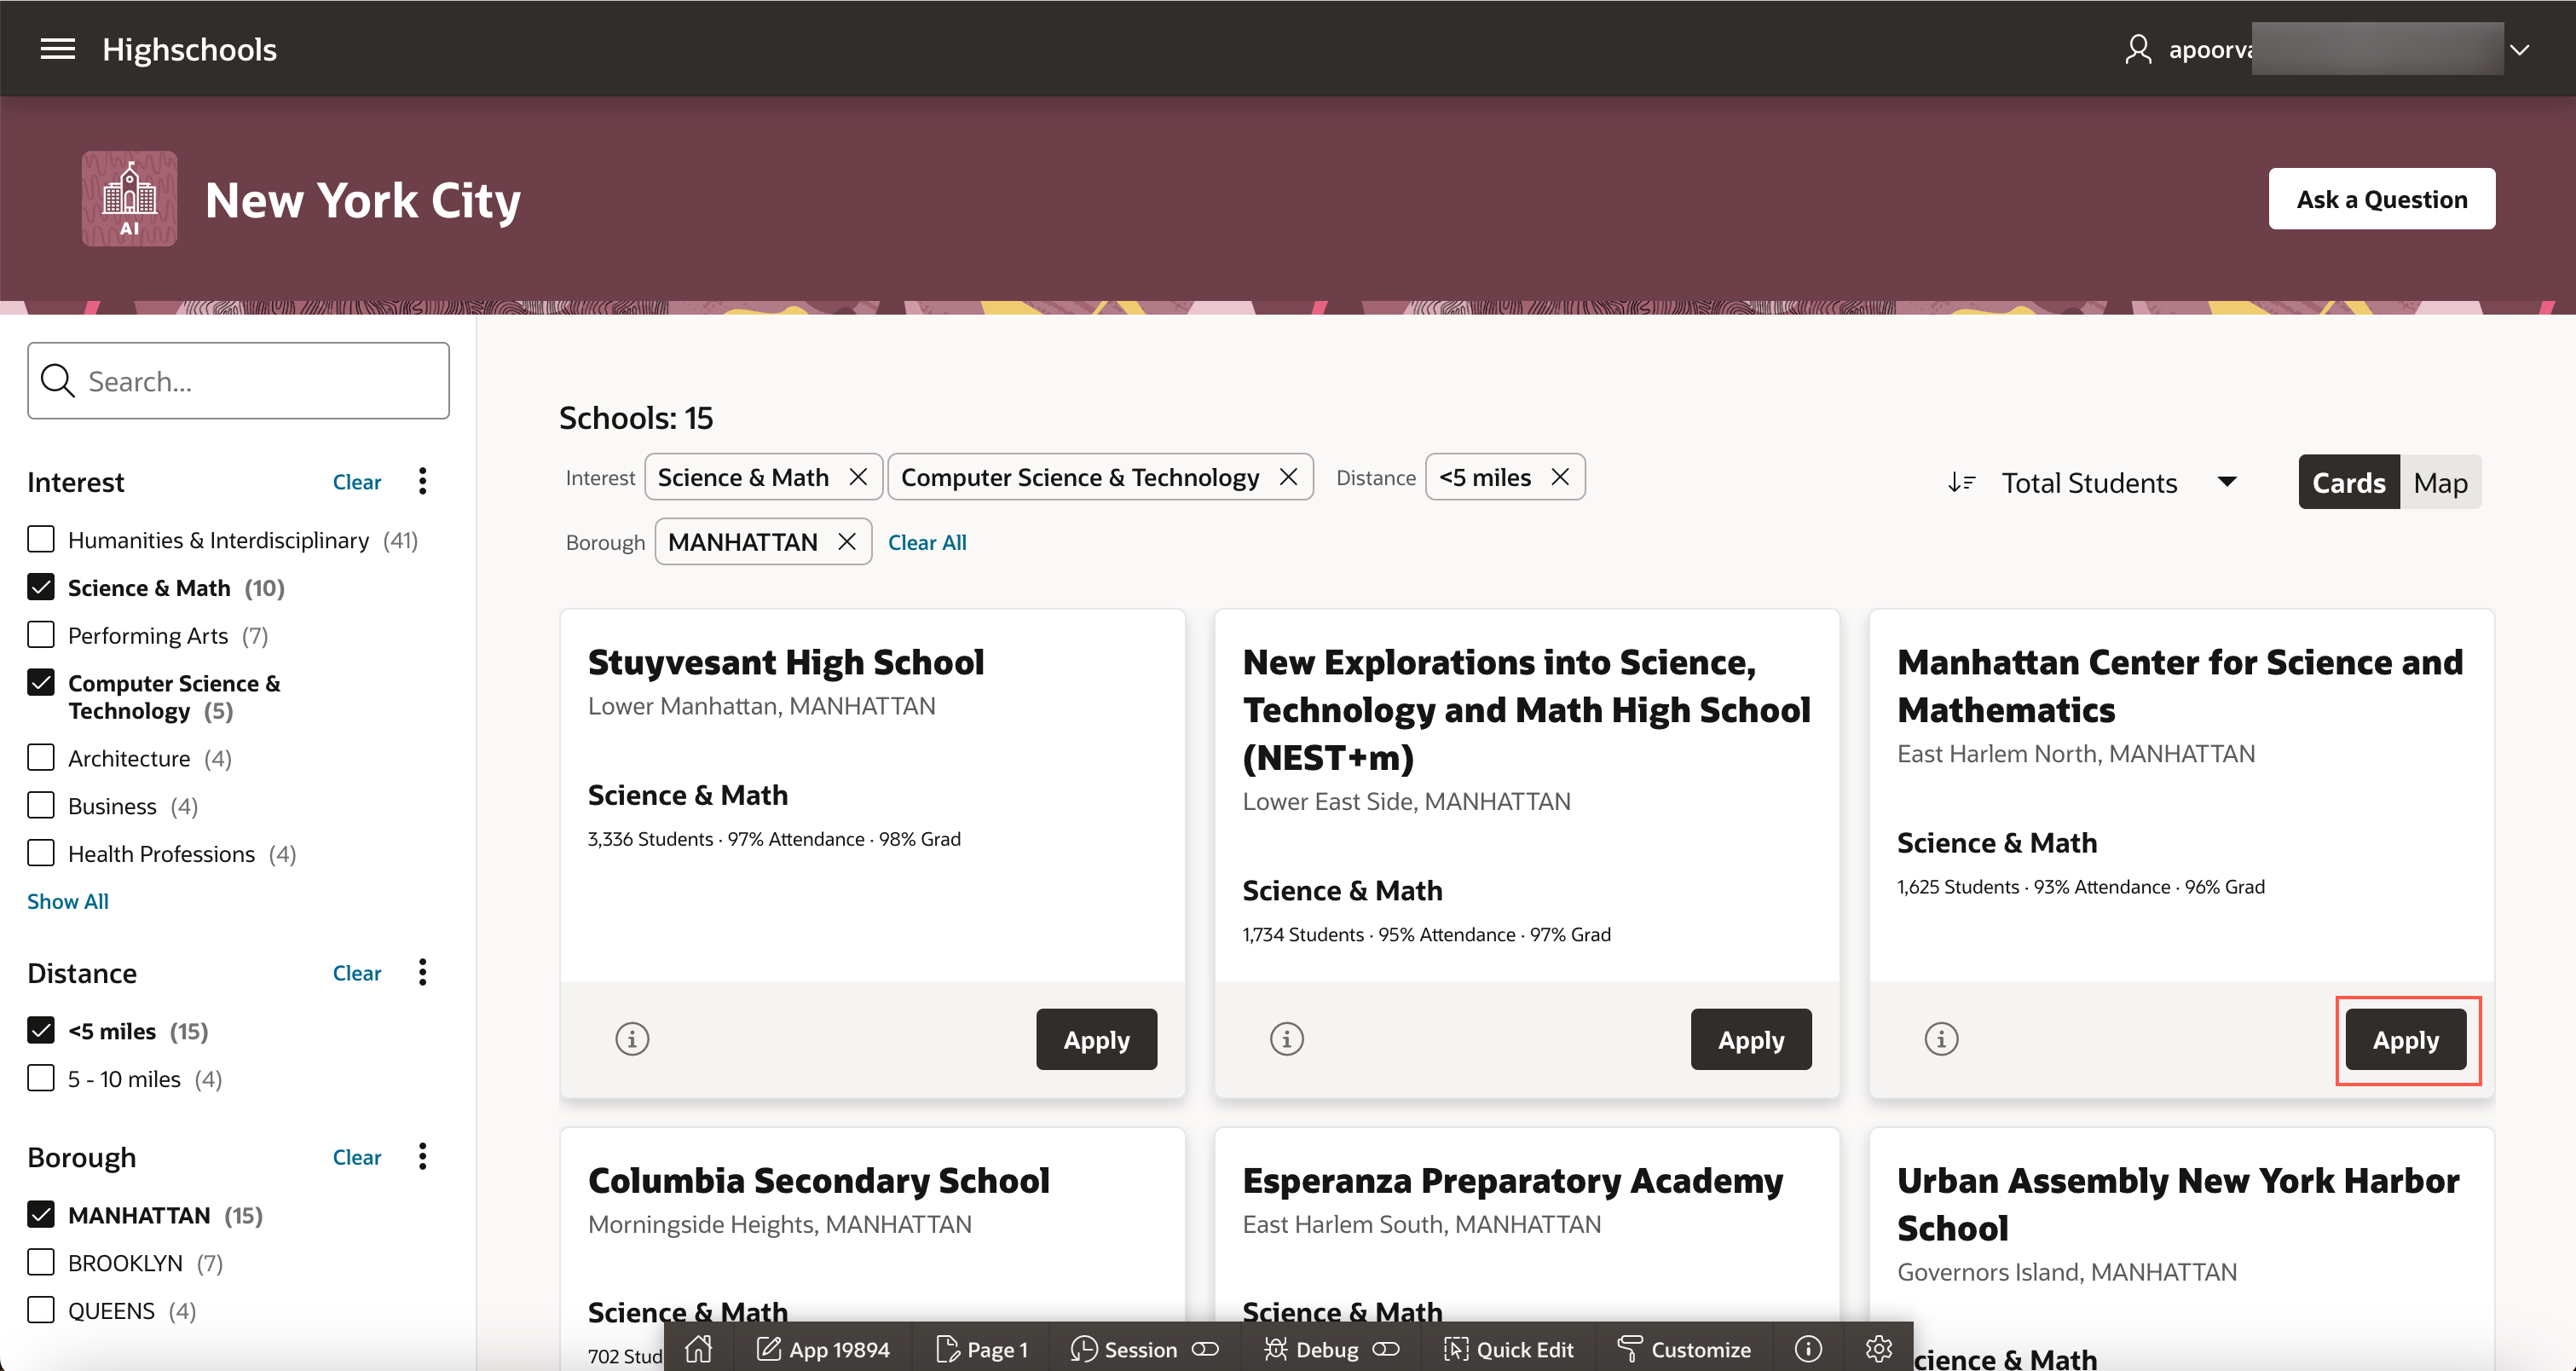 Highschools
apoorva
AI
New York City
Ask a Question
Search...
Interest Clear
Humanities & Interdisciplinary (41)
Science & Math (10)
Performing Arts (7)
Computer Science &
Technology (5)
Architecture (4)
Business (4)
Health Professions (4)
Show All
Distance Clear
<5 miles (15)
5 - 10 miles (4)
Borough Clear
MANHATTAN (15)
BROOKLYN (7)
QUEENS (4)
Schools: 15
Interest Science & Math Computer Science & Technology Distance <5 miles
Borough MANHATTAN Clear All
Total Students
Cards Map
Stuyvesant High School
Lower Manhattan, MANHATTAN
Science & Math
3,336 Students · 97% Attendance · 98% Grad
Apply
New Explorations into Science,
Technology and Math High School
(NEST+m)
Lower East Side, MANHATTAN
Science & Math
1,734 Students · 95% Attendance · 97% Grad
Apply
Manhattan Center for Science and
Mathematics
East Harlem North, MANHATTAN
Science & Math
1,625 Students · 93% Attendance · 96% Grad
Apply
Columbia Secondary School
Morningside Heights, MANHATTAN
Science & Math
702 Stud
Esperanza Preparatory Academy
East Harlem South, MANHATTAN
Science & Math
Urban Assembly New York Harbor
School
Governors Island, MANHATTAN
cience & Math
App 19894 Page 1 Session Debug Quick Edit Customize